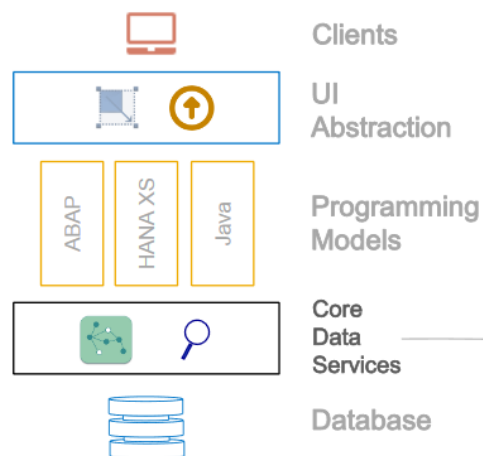 Clients
UI
Abstraction
ABAP
HANA XS
Java
Programming
Models
Core
Data
Services
Database